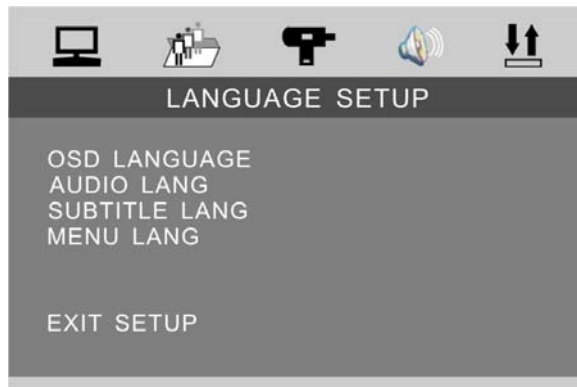 LANGUAGE SETUP
OSD LANGUAGE
AUDIO LANG
SUBTITLE LANG
MENU LANG
EXIT SETUP